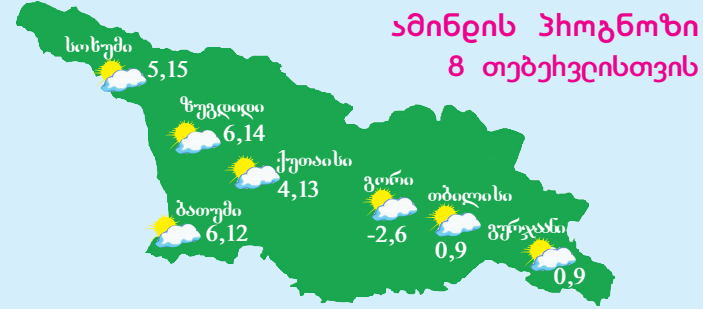 ამინდის პროგნოზი
8 თებერვლისთვის
სოხუმი
5,15
ზუგდიდი
6,14
ქუთაისი
4,13
ბათუმი
6,12
გორი
-2,6
თბილისი
0,9
გურჯაანი
0,9